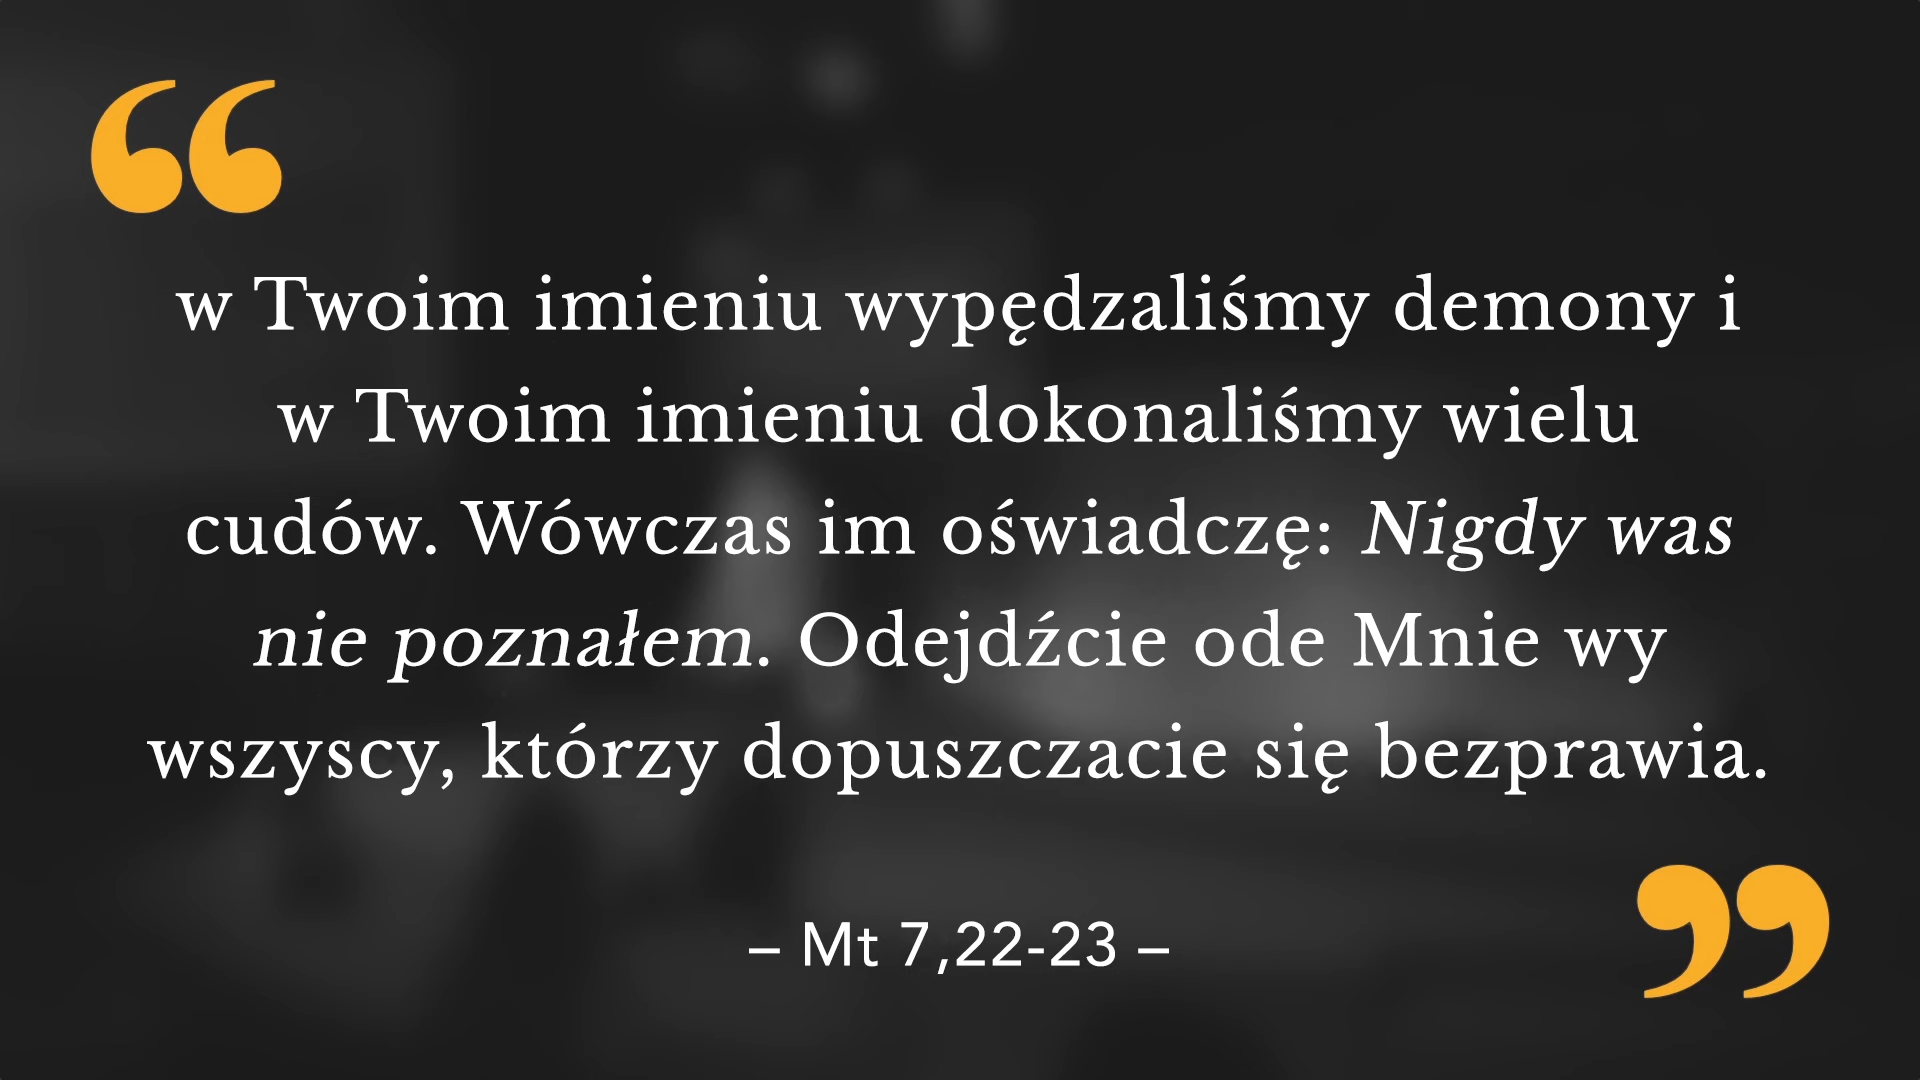 “
w Twoim imieniu wypędzaliśmy demony i
w Twoim imieniu dokonaliśmy wielu
cudów. Wówczas im oświadczę: Nigdy was
nie poznałem. Odejdźcie ode Mnie wy
wszyscy, którzy dopuszczacie się bezprawia.
”
– Mt 7,22-23 –